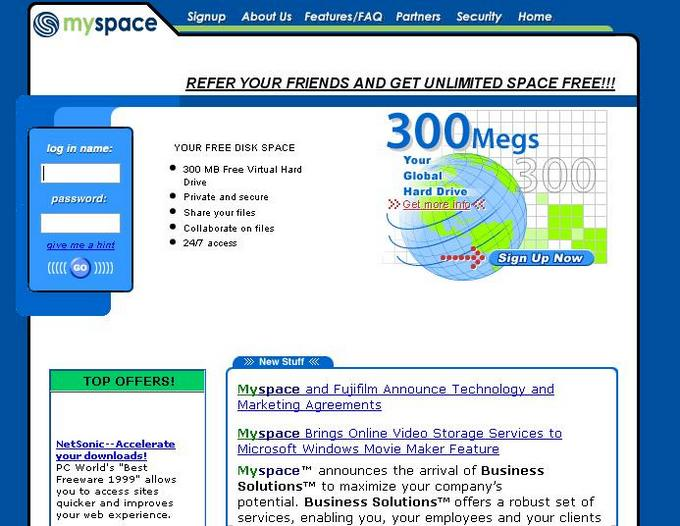 myspace
Signup About Us Features/FAQ Partners Security Home
REFER YOUR FRIENDS AND GET UNLIMITED SPACE FREE!!!
log in name:
password:
give me a hint
((((( GO )))))
YOUR FREE DISK SPACE
300 MB Free Virtual Hard
Drive
Private and secure
Share your files
Collaborate on files
24/7 access
300Megs
Your
Global
Hard Drive
Get more info
300
Sign Up Now
TOP OFFERS!
NetSonic--Accelerate
your downloads!
PC World's "Best
Freeware 1999" allows
you to access sites
quicker and improves
your web experience.
New Stuff
Myspace and Fujifilm Announce Technology and
Marketing Agreements
Myspace Brings Online Video Storage Services to
Microsoft Windows Movie Maker Feature
Myspace™ announces the arrival of Business
Solutions™ to maximize your company's
potential. Business Solutions™ offers a robust set of
services, enabling you, your employees and your clients